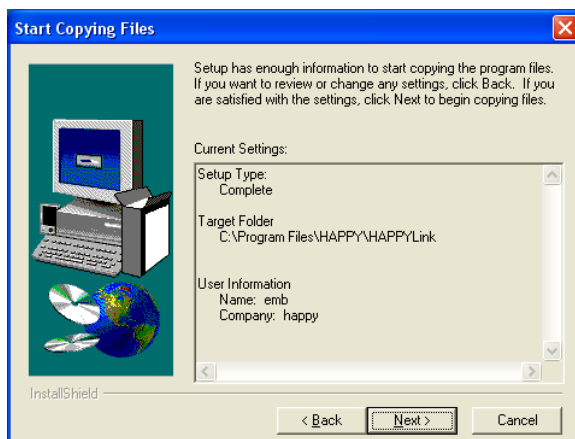 Start Copying Files
Setup has enough information to start copying the program files.
If you want to review or change any settings, click Back. If you
are satisfied with the settings, click Next to begin copying files.
Current Settings:
Setup Type:
Complete
Target Folder
C:\Program Files\HAPPY\HAPPYLink
User Information
Name: emb
Company: happy
InstallShield
< Back
Next >
Cancel